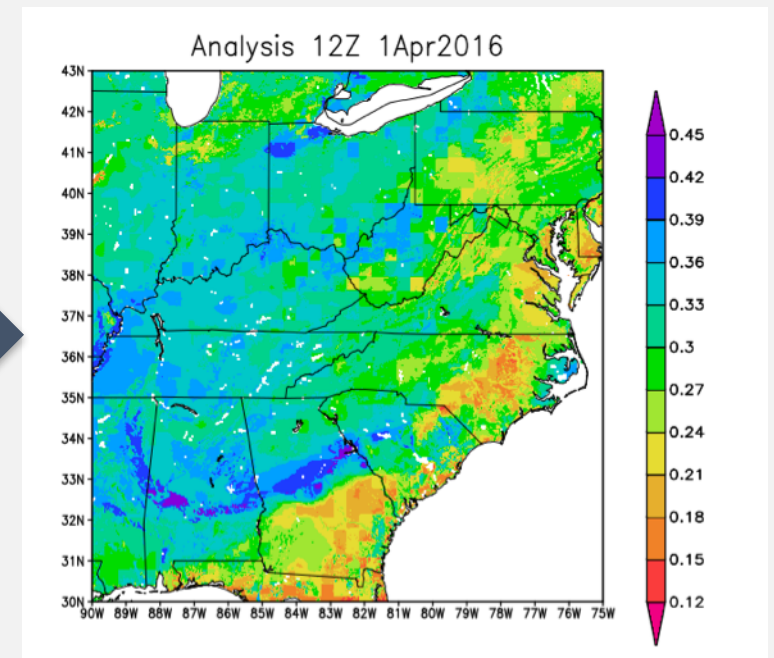 Analysis 12Z 1Apr2016
43N
42N
41N
40N
39N
38N
37N
36N
35N
34N
33N
32N
31N
30N
90W 89W 88W 87W 86W 85W 84W 83W 82W 81W 80W 79W 78W 77W 76W 75W
0.45
0.42
0.39
0.36
0.33
0.3
0.27
0.24
0.21
0.18
0.15
0.12